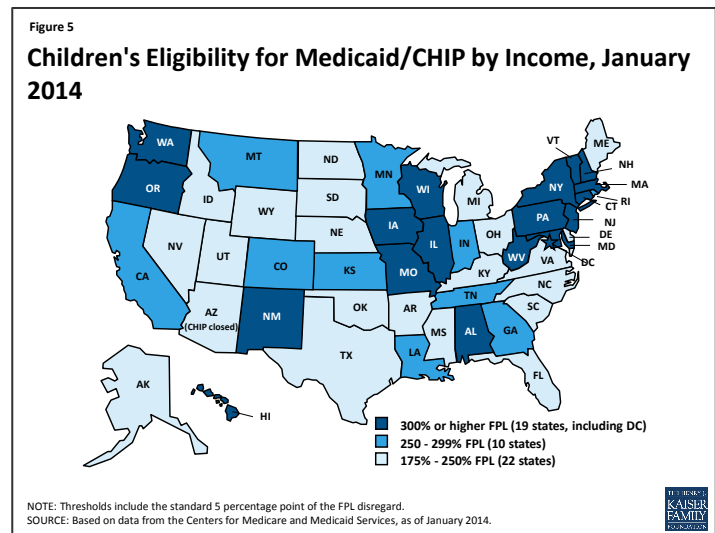 Figure 5
Children's Eligibility for Medicaid/CHIP by Income, January
2014
WA
OR
MT
ID
WY
NV
UT
CA
AZ
(CHIP closed)
CO
NM
ND
SD
NE
KS
OK
TX
MN
IA
MO
AR
LA
WI
IL
MI
IN
OH
KY
TN
MS
AL
GA
FL
SC
NC
VA
WV
PA
NY
VT
ME
NH
MA
RI
CT
NJ
DE
MD
DC
AK
HI
300% or higher FPL (19 states, including DC)
250 - 299% FPL (10 states)
175% - 250% FPL (22 states)
NOTE: Thresholds include the standard 5 percentage point of the FPL disregard.
SOURCE: Based on data from the Centers for Medicare and Medicaid Services, as of January 2014.
THE HENRY J.
KAISER
FAMILY
FOUNDATION